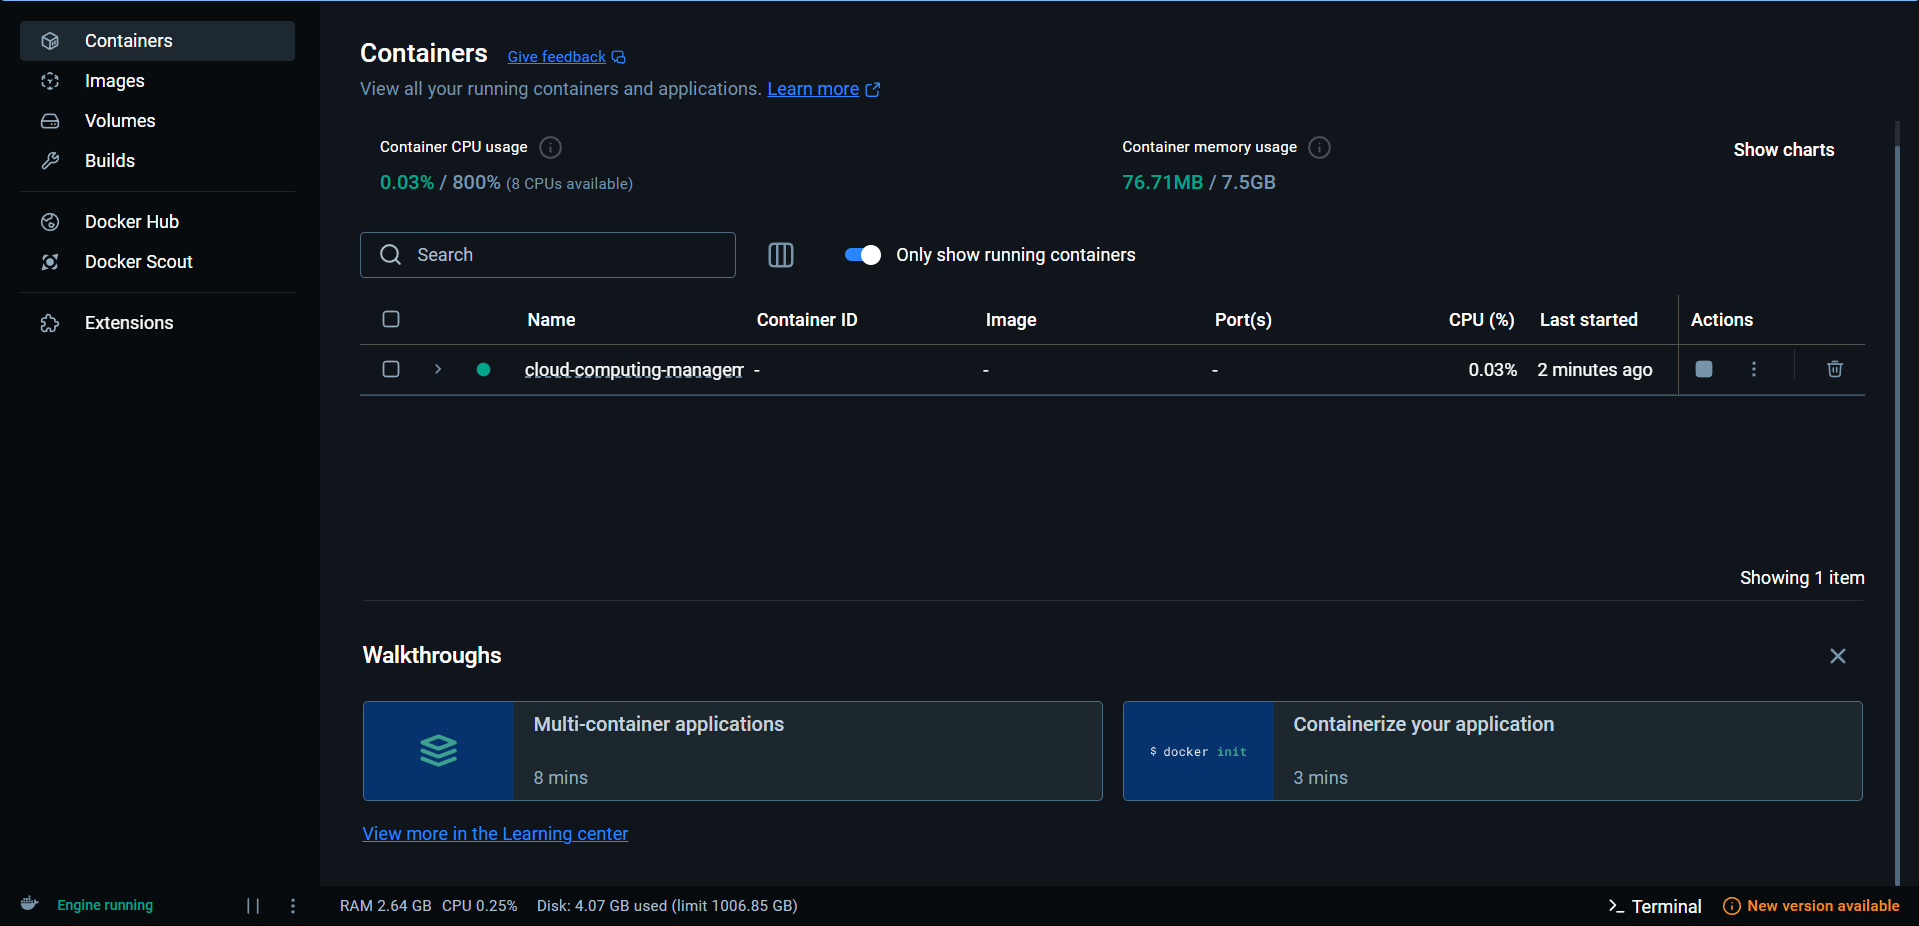 Containers
Images
Volumes
Builds
Docker Hub
Docker Scout
Extensions
Containers Give feedback
View all your running containers and applications. Learn more
Container CPU usage
0.03% / 800% (8 CPUs available)
Container memory usage
76.71MB / 7.5GB
Show charts
Search
Only show running containers
Name Container ID Image Port(s) CPU (%) Last started Actions
cloud-computing-managem - - - 0.03% 2 minutes ago
Showing 1 item
Walkthroughs
Multi-container applications
8 mins
$ docker init
Containerize your application
3 mins
View more in the Learning center
Engine running
RAM 2.64 GB CPU 0.25% Disk: 4.07 GB used (limit 1006.85 GB)
Terminal
New version available